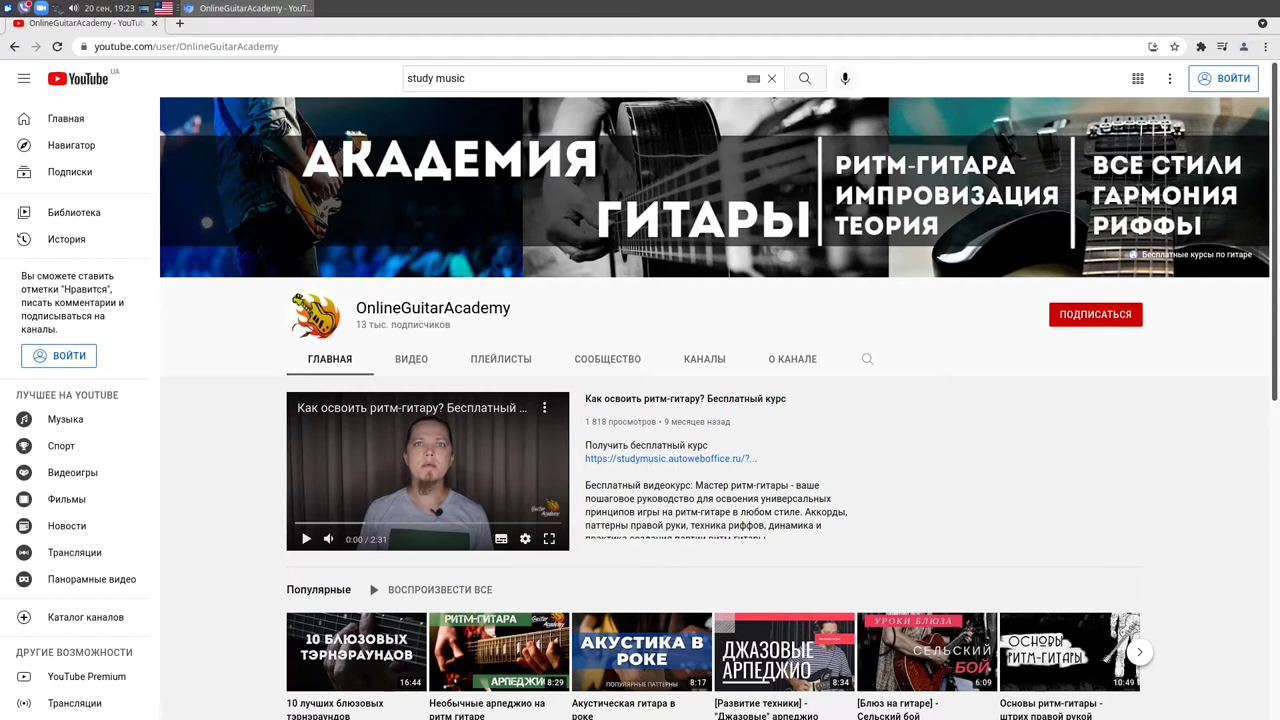 20 сен, 19:23
OnlineGuitarAcademy - YouT...
OnlineGuitarAcademy - YouTub
youtube.com/user/OnlineGuitarAcademy
YouTube UA
study music
ВОЙТИ
Главная
Навигатор
Подписки
Библиотека
История
Вы сможете ставить
отметки "Нравится",
писать комментарии и
подписываться на
каналы.
ВОЙТИ
ЛУЧШЕЕ НА YOUTUBE
Музыка
Спорт
Видеоигры
Фильмы
Новости
Трансляции
Панорамные видео
Каталог каналов
ДРУГИЕ ВОЗМОЖНОСТИ
YouTube Premium
Трансляции
АКАДЕМИЯ
ГИТАРЫ
РИТМ-ГИТАРА
ИМПРОВИЗАЦИЯ
ТЕОРИЯ
ВСЕ СТИЛИ
ГАРМОНИЯ
РИФФЫ
Бесплатные курсы по гитаре
OnlineGuitarAcademy
13 тыс. подписчиков
ПОДПИСАТЬСЯ
ГЛАВНАЯ
ВИДЕО
ПЛЕЙЛИСТЫ
СООБЩЕСТВО
КАНАЛЫ
О КАНАЛЕ
Как освоить ритм-гитару? Бесплатный ...
0:00 / 2:31
Как освоить ритм-гитару? Бесплатный курс
1 818 просмотров • 9 месяцев назад
Получить бесплатный курс
https://studymusic.autoweboffice.ru/?...
Бесплатный видеокурс: Мастер ритм-гитары - ваше
пошаговое руководство для освоения универсальных
принципов игры на ритм-гитаре в любом стиле. Аккорды,
паттерны правой руки, техника риффов, динамика и
практика создания партии ритм гитары.
Популярные
ВОСПРОИЗВЕСТИ ВСЕ
10 БЛЮЗОВЫХ
ТЭРНЭРАУНДОВ
16:44
РИТМ-ГИТАРА
АРПЕДЖИ
8:29
АКУСТИКА В
РОКЕ
ПОПУЛЯРНЫЕ ПАТТЕРНЫ
8:17
ДЖАЗОВЫЕ
АРПЕДЖИО
8:34
УРОКИ БЛЮЗА
СЕЛЬСКИЙ
БОЙ
6:09
ОСНОВЫ
РИТМ-ГИТАРЫ
10:49
10 лучших блюзовых
тэрнэраундов
Необычные арпеджио на
ритм гитаре
Акустическая гитара в
роке
[Развитие техники] -
"Джазовые" арпеджио
[Блюз на гитаре] -
Сельский бой
Основы ритм-гитары -
штрих правой рукой